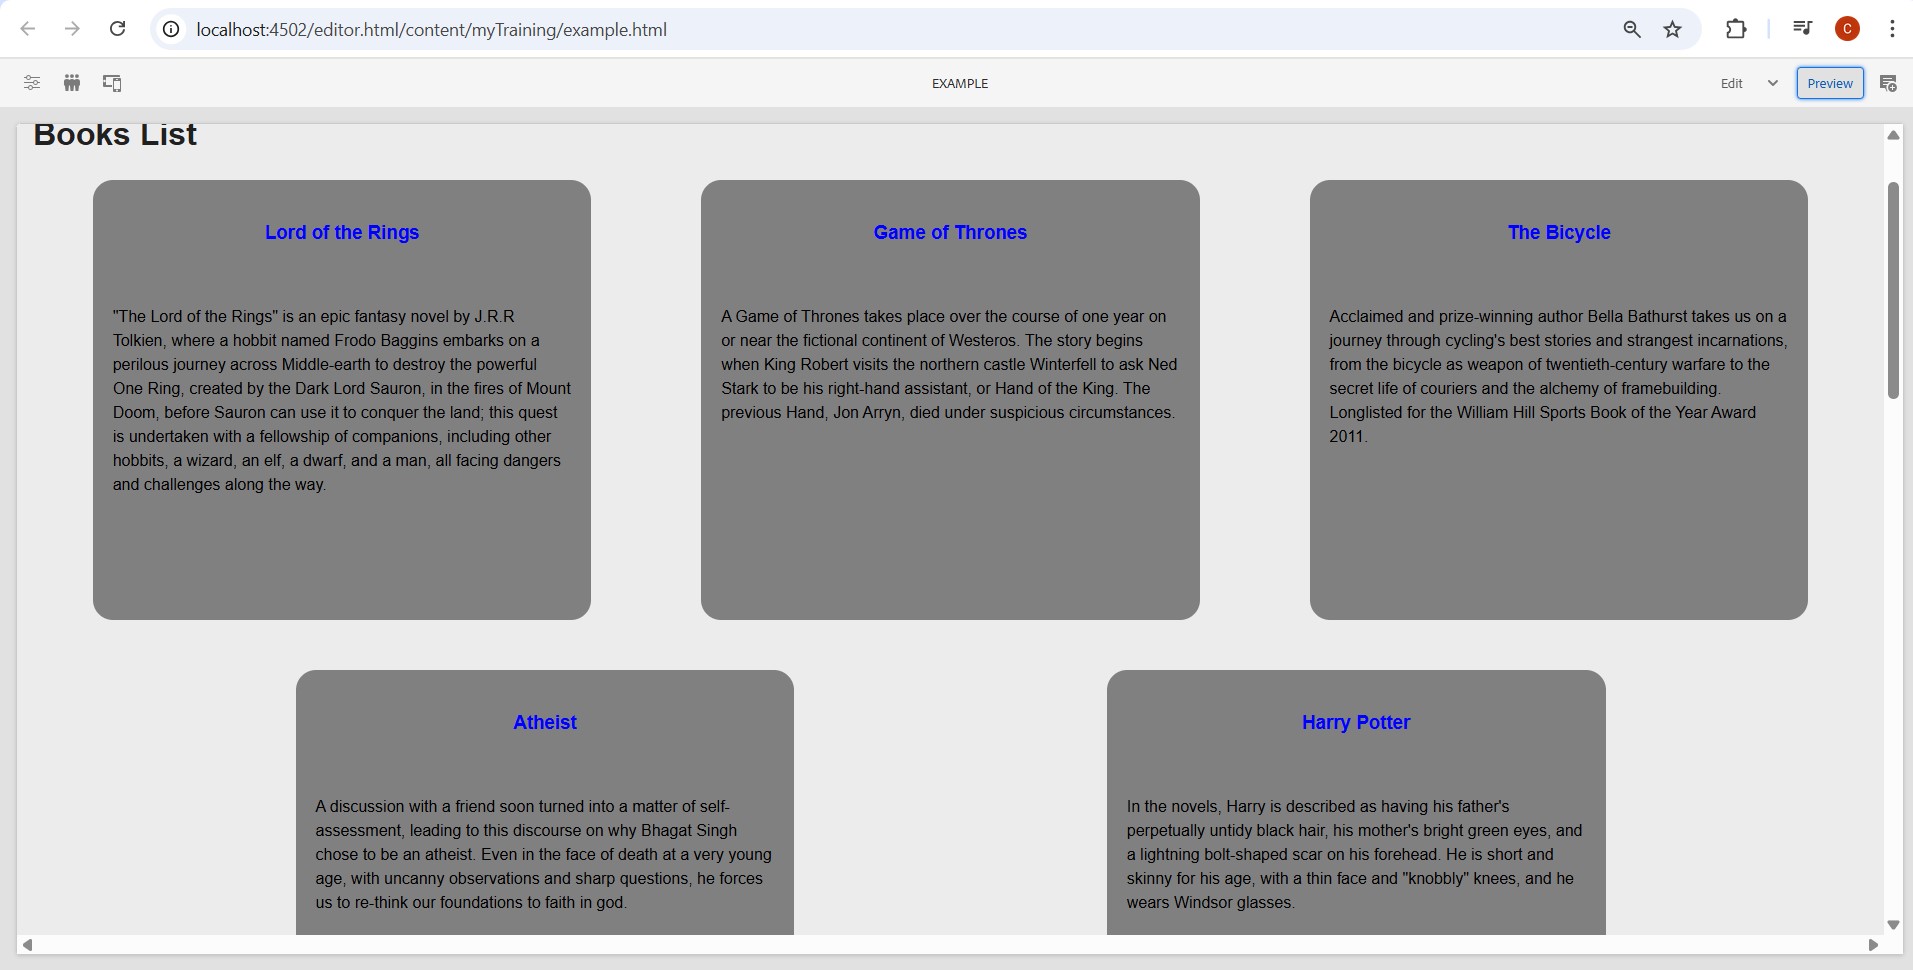 localhost:4502/editor.html/content/myTraining/example.html
C
EXAMPLE
Edit
Preview
Books List
Lord of the Rings
"The Lord of the Rings" is an epic fantasy novel by J.R.R
Tolkien, where a hobbit named Frodo Baggins embarks on a
perilous journey across Middle-earth to destroy the powerful
One Ring, created by the Dark Lord Sauron, in the fires of Mount
Doom, before Sauron can use it to conquer the land; this quest
is undertaken with a fellowship of companions, including other
hobbits, a wizard, an elf, a dwarf, and a man, all facing dangers
and challenges along the way.
Game of Thrones
A Game of Thrones takes place over the course of one year on
or near the fictional continent of Westeros. The story begins
when King Robert visits the northern castle Winterfell to ask Ned
Stark to be his right-hand assistant, or Hand of the King. The
previous Hand, Jon Arryn, died under suspicious circumstances.
The Bicycle
Acclaimed and prize-winning author Bella Bathurst takes us on a
journey through cycling's best stories and strangest incarnations,
from the bicycle as weapon of twentieth-century warfare to the
secret life of couriers and the alchemy of framebuilding.
Longlisted for the William Hill Sports Book of the Year Award
2011.
Atheist
A discussion with a friend soon turned into a matter of self-
assessment, leading to this discourse on why Bhagat Singh
chose to be an atheist. Even in the face of death at a very young
age, with uncanny observations and sharp questions, he forces
us to re-think our foundations to faith in god.
Harry Potter
In the novels, Harry is described as having his father's
perpetually untidy black hair, his mother's bright green eyes, and
a lightning bolt-shaped scar on his forehead. He is short and
skinny for his age, with a thin face and "knobbly" knees, and he
wears Windsor glasses.